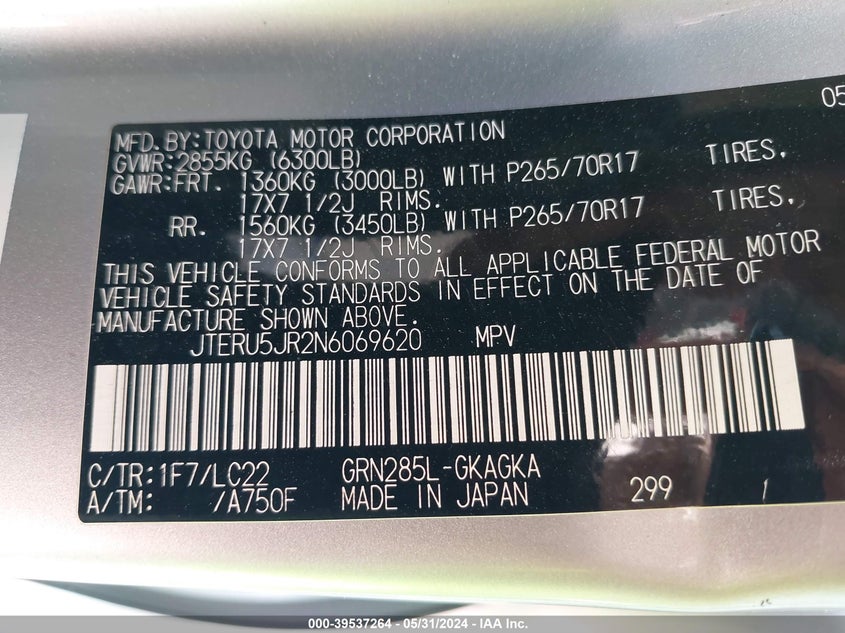 05
MFD.BY:TOYOTA MOTOR CORPORATION
GVWR:2855KG (6300LB)
GAWR:FRT. 1360KG (3000LB) WITH P265/70R17 TIRES,
17X7 1/2J RIMS.
RR. 1560KG (3450LB) WITH P265/70R17 TIRES,
17X7 1/2J RIMS.
THIS VEHICLE CONFORMS TO ALL APPLICABLE FEDERAL MOTOR
VEHICLE SAFETY STANDARDS IN EFFECT ON THE DATE OF
MANUFACTURE SHOWN ABOVE.
JTERU5JR2N6069620 MPV
C/TR:1F7/LC22 GRN285L-GKAGKA
A/TM: /A750F MADE IN JAPAN 299 1
000-39537264 - 05/31/2024 - IAA Inc.